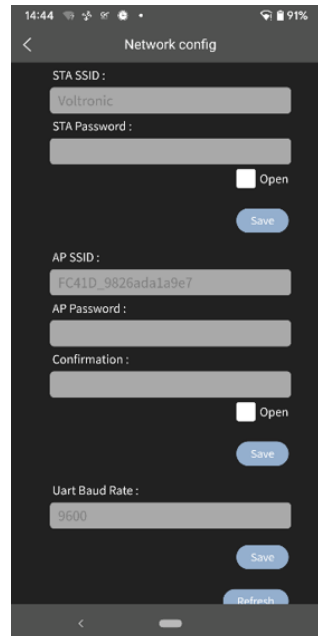 14:44 91%
Network config
STA SSID :
Voltronic
STA Password :
Open
Save
AP SSID :
FC41D_9826ada1a9e7
AP Password :
Confirmation :
Open
Save
Uart Baud Rate :
9600
Save
Refresh